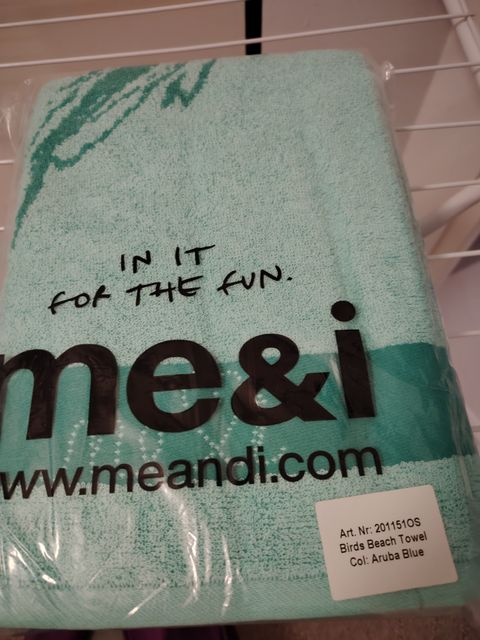 IN IT
FOR THE FUN.
me&i
www.meandi.com
Art. Nr: 201151OS
Birds Beach Towel
Col: Aruba Blue